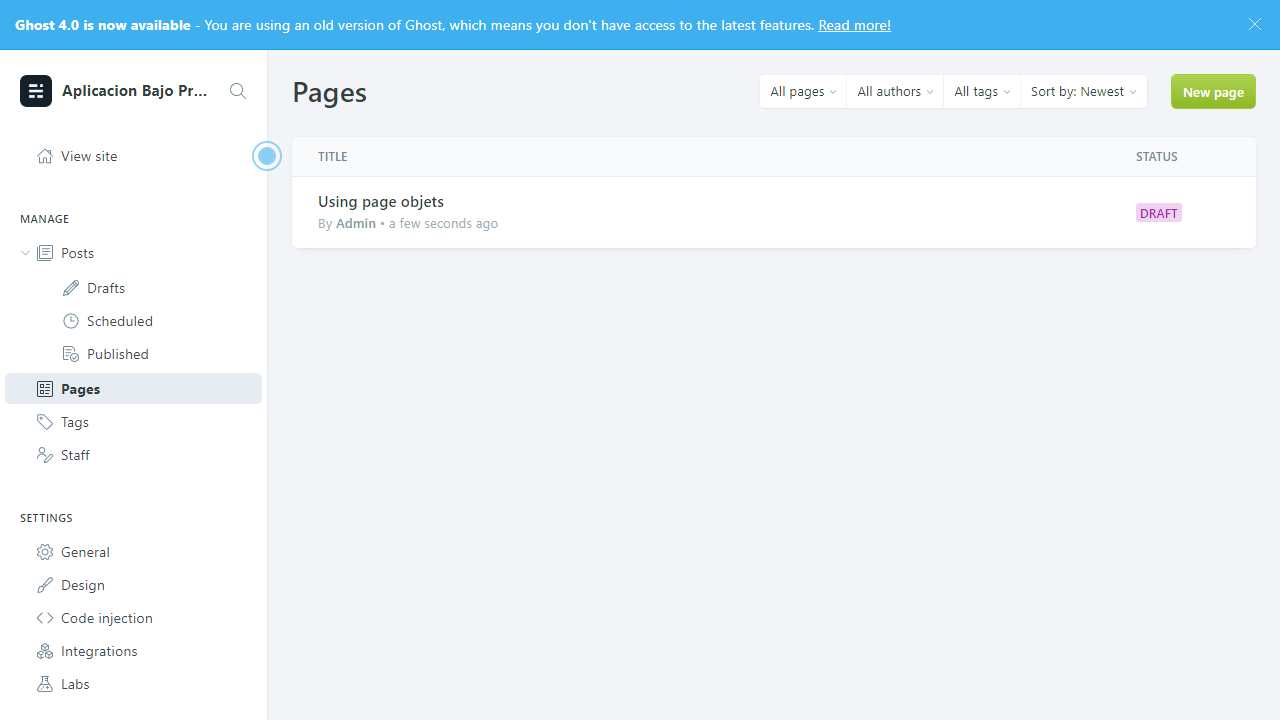 Ghost 4.0 is now available - You are using an old version of Ghost, which means you don't have access to the latest features. Read more!
Aplicacion Bajo Pr...
View site
MANAGE
Posts
Drafts
Scheduled
Published
Pages
Tags
Staff
SETTINGS
General
Design
Code injection
Integrations
Labs
Pages
All pages
All authors
All tags
Sort by: Newest
New page
TITLE STATUS
Using page objets
By Admin • a few seconds ago
DRAFT